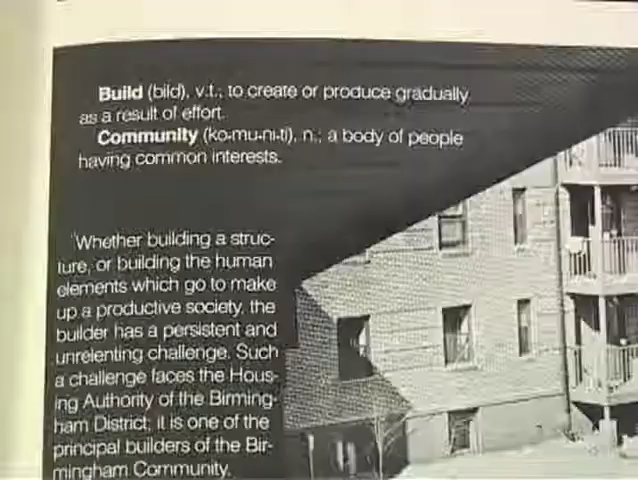 Build (bild), v.t.; to create or produce gradually
as a result of effort.
Community (ko-mu-ni-ti), n.; a body of people
having common interests.
Whether building a struc-
ture, or building the human
elements which go to make
up a productive society, the
builder has a persistent and
unrelenting challenge. Such
a challenge faces the Hous-
ing Authority of the Birming-
ham District; it is one of the
principal builders of the Bir-
mingham Community.